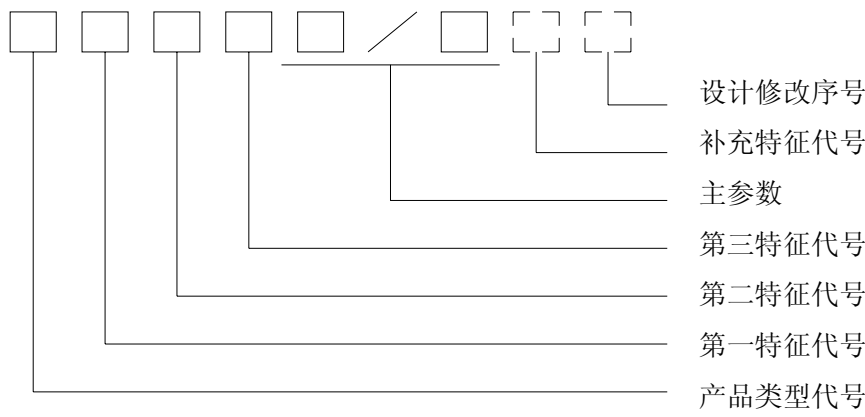 设计修改序号
补充特征代号
主参数
第三特征代号
第二特征代号
第一特征代号
产品类型代号